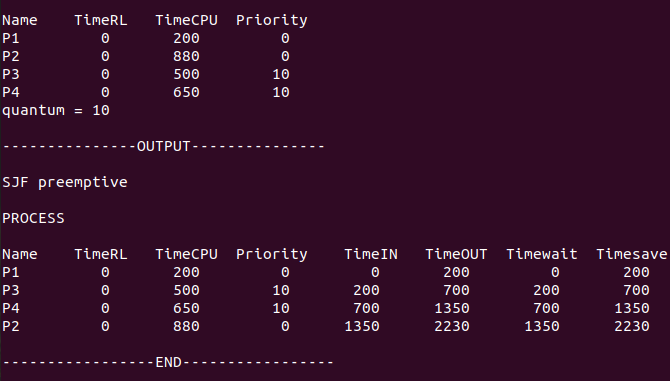 Name    TimeRL   TimeCPU  Priority
P1         0       200         0
P2         0       880         0
P3         0       500        10
P4         0       650        10
quantum = 10
---------------OUTPUT---------------
SJF preemptive
PROCESS
Name    TimeRL   TimeCPU  Priority    TimeIN  TimeOUT  Timewait  Timesave
P1         0       200         0         0      200       0       200
P3         0       500        10       200      700     200       700
P4         0       650        10       700     1350     700      1350
P2         0       880         0      1350     2230    1350      2230
-----------------END-----------------